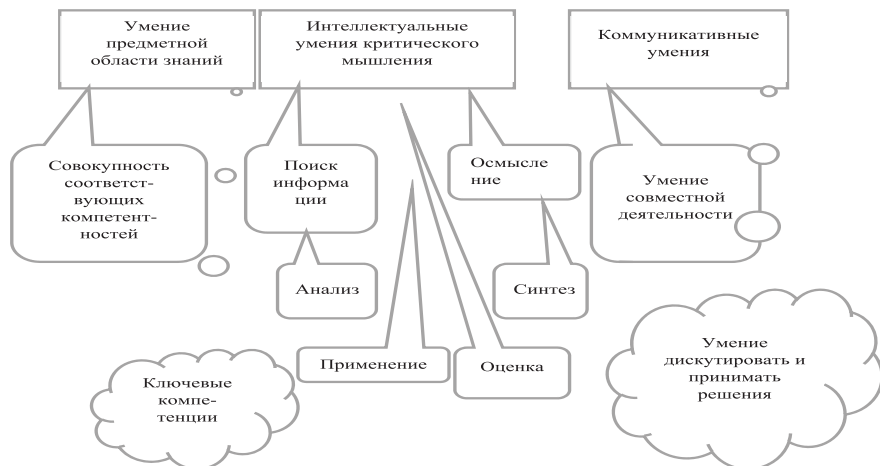 Умение
предметной
области знаний
Интеллектуальные
умения критического
мышления
Коммуникативные
умения
Совокупность
соответст-
вующих
компетент-
ностей
Поиск
информа
ции
Осмысле
ние
Умение
совместной
деятельности
Анализ
Синтез
Применение
Оценка
Ключевые
компе-
тенции
Умение
дискутировать и
принимать
решения